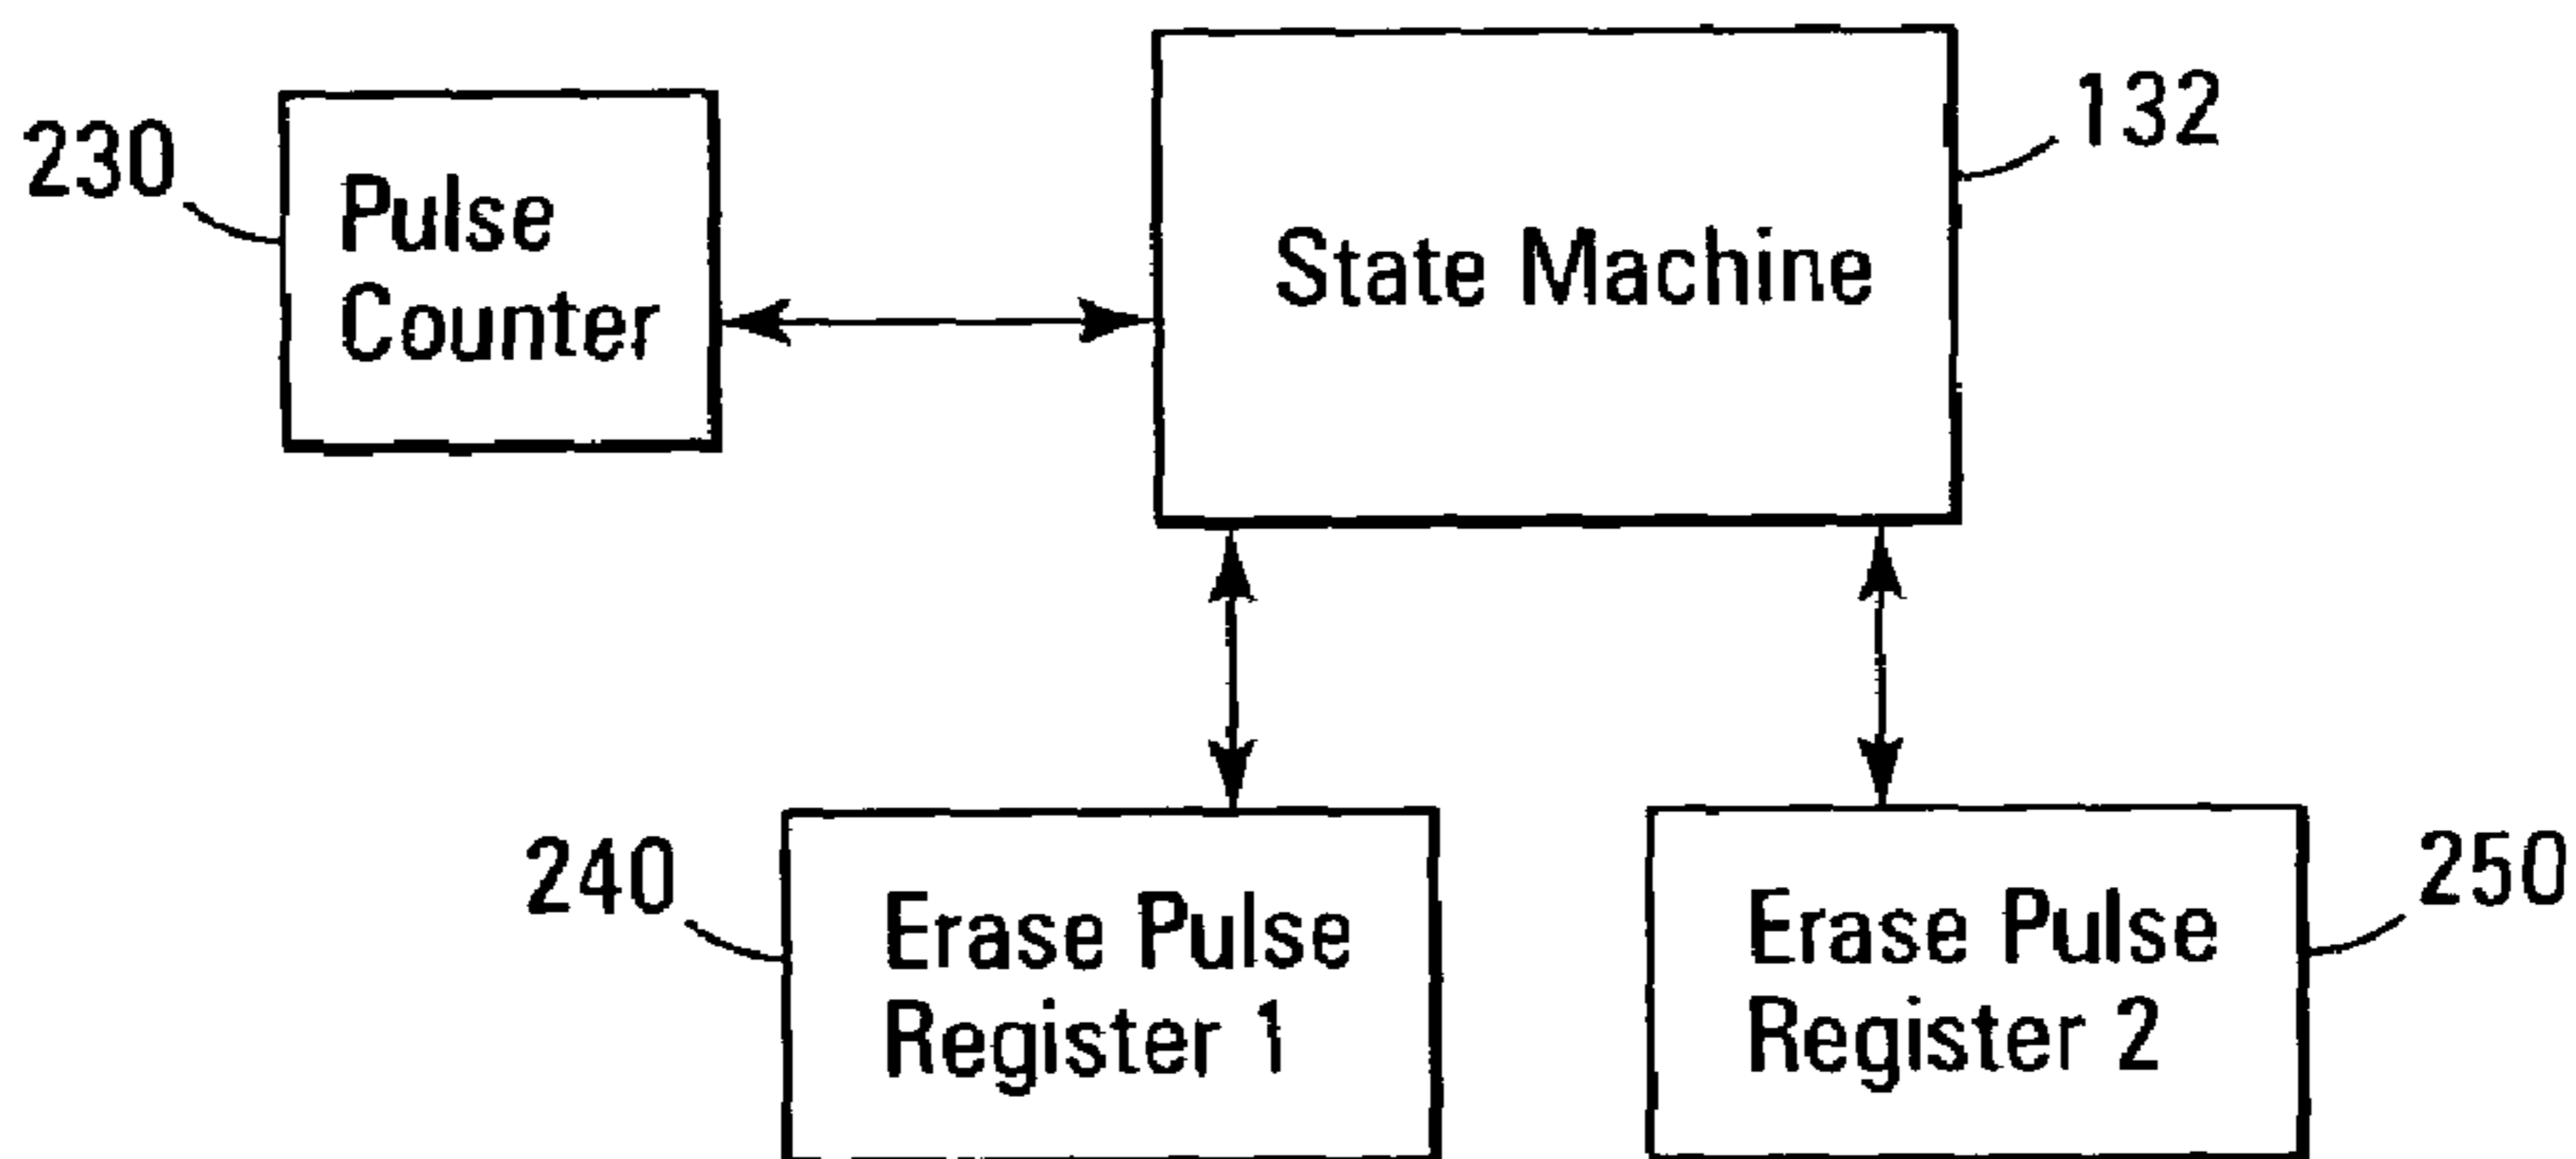 132
230
Pulse
Counter
State Machine
240
Erase Pulse
Register 1
250
Erase Pulse
Register 2